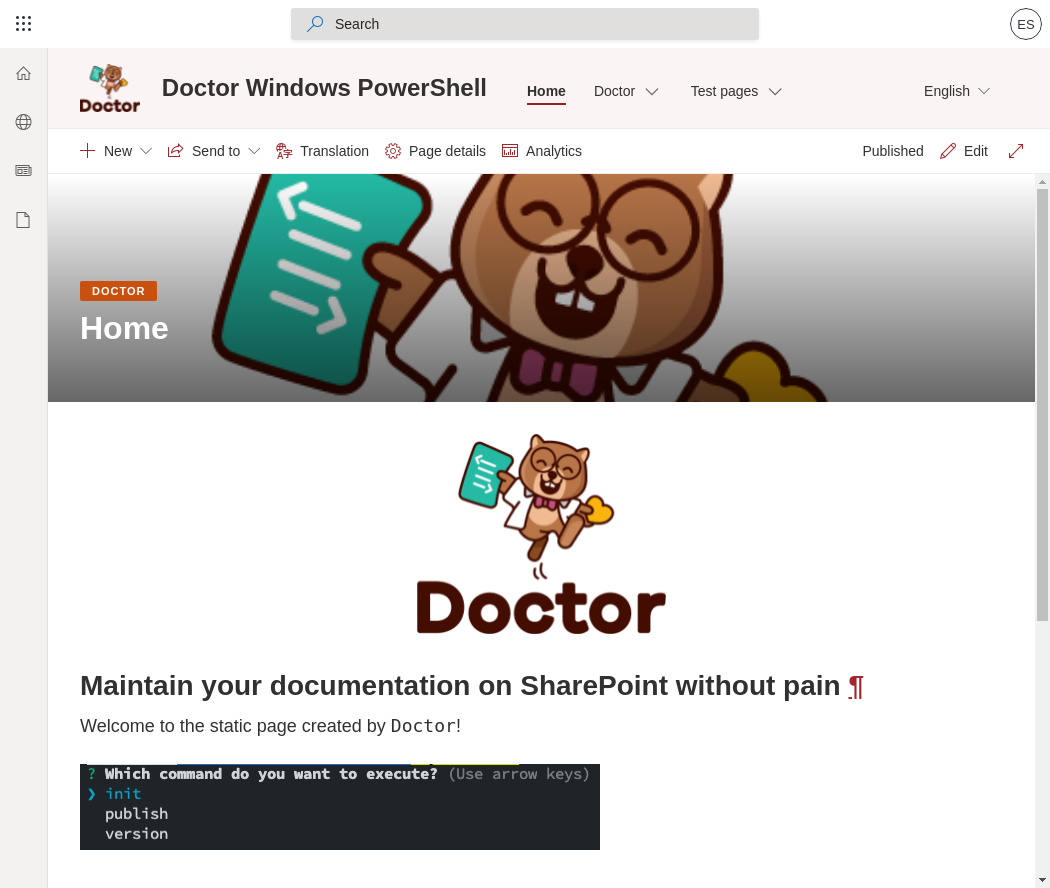 Search
ES
Doctor
Doctor Windows PowerShell
Home
Doctor
Test pages
English
New
Send to
Translation
Page details
Analytics
Published
Edit
DOCTOR
Home
Doctor
Maintain your documentation on SharePoint without pain ¶
Welcome to the static page created by Doctor!
? Which command do you want to execute? (Use arrow keys)
❯ init
publish
version